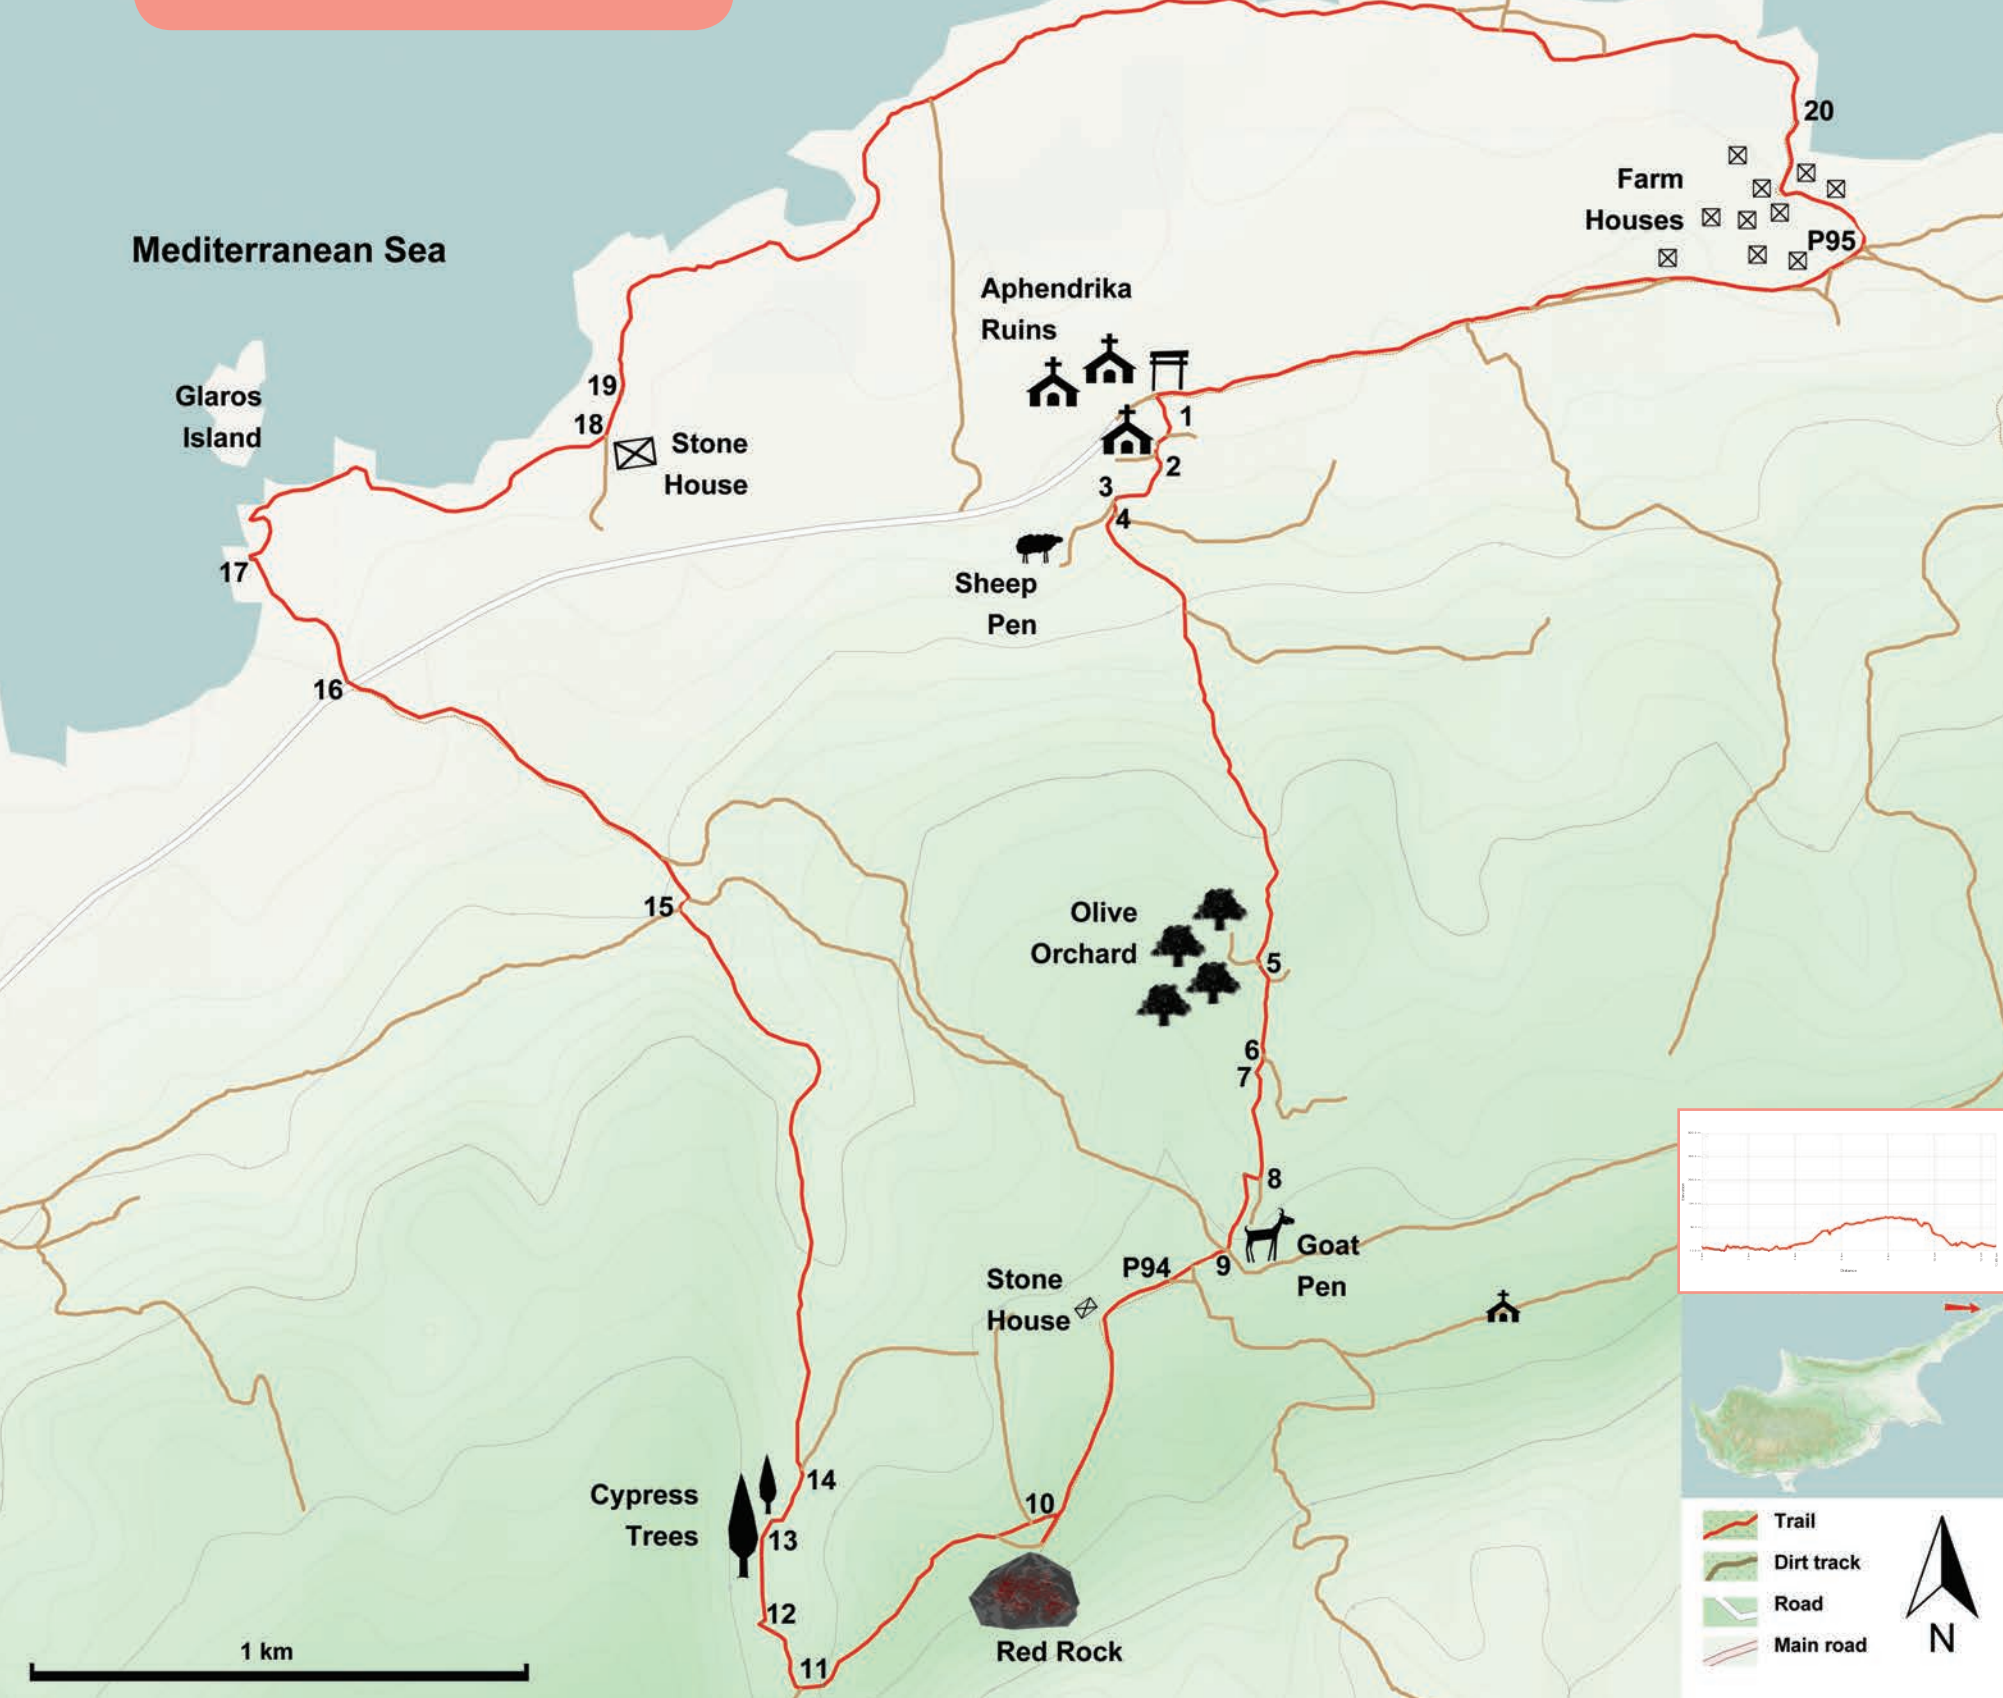 20
Farm
Houses
P95
Mediterranean Sea
Aphendrika
Ruins
Glaros
Island
19
18
Stone
House
1
2
3
4
Sheep
Pen
17
16
15
Olive
Orchard
5
6
7
8
Goat
Pen
9
P94
Stone
House
10
Cypress
Trees
14
13
12
11
Red Rock
1 km
Trail
Dirt track
Road
Main road
N